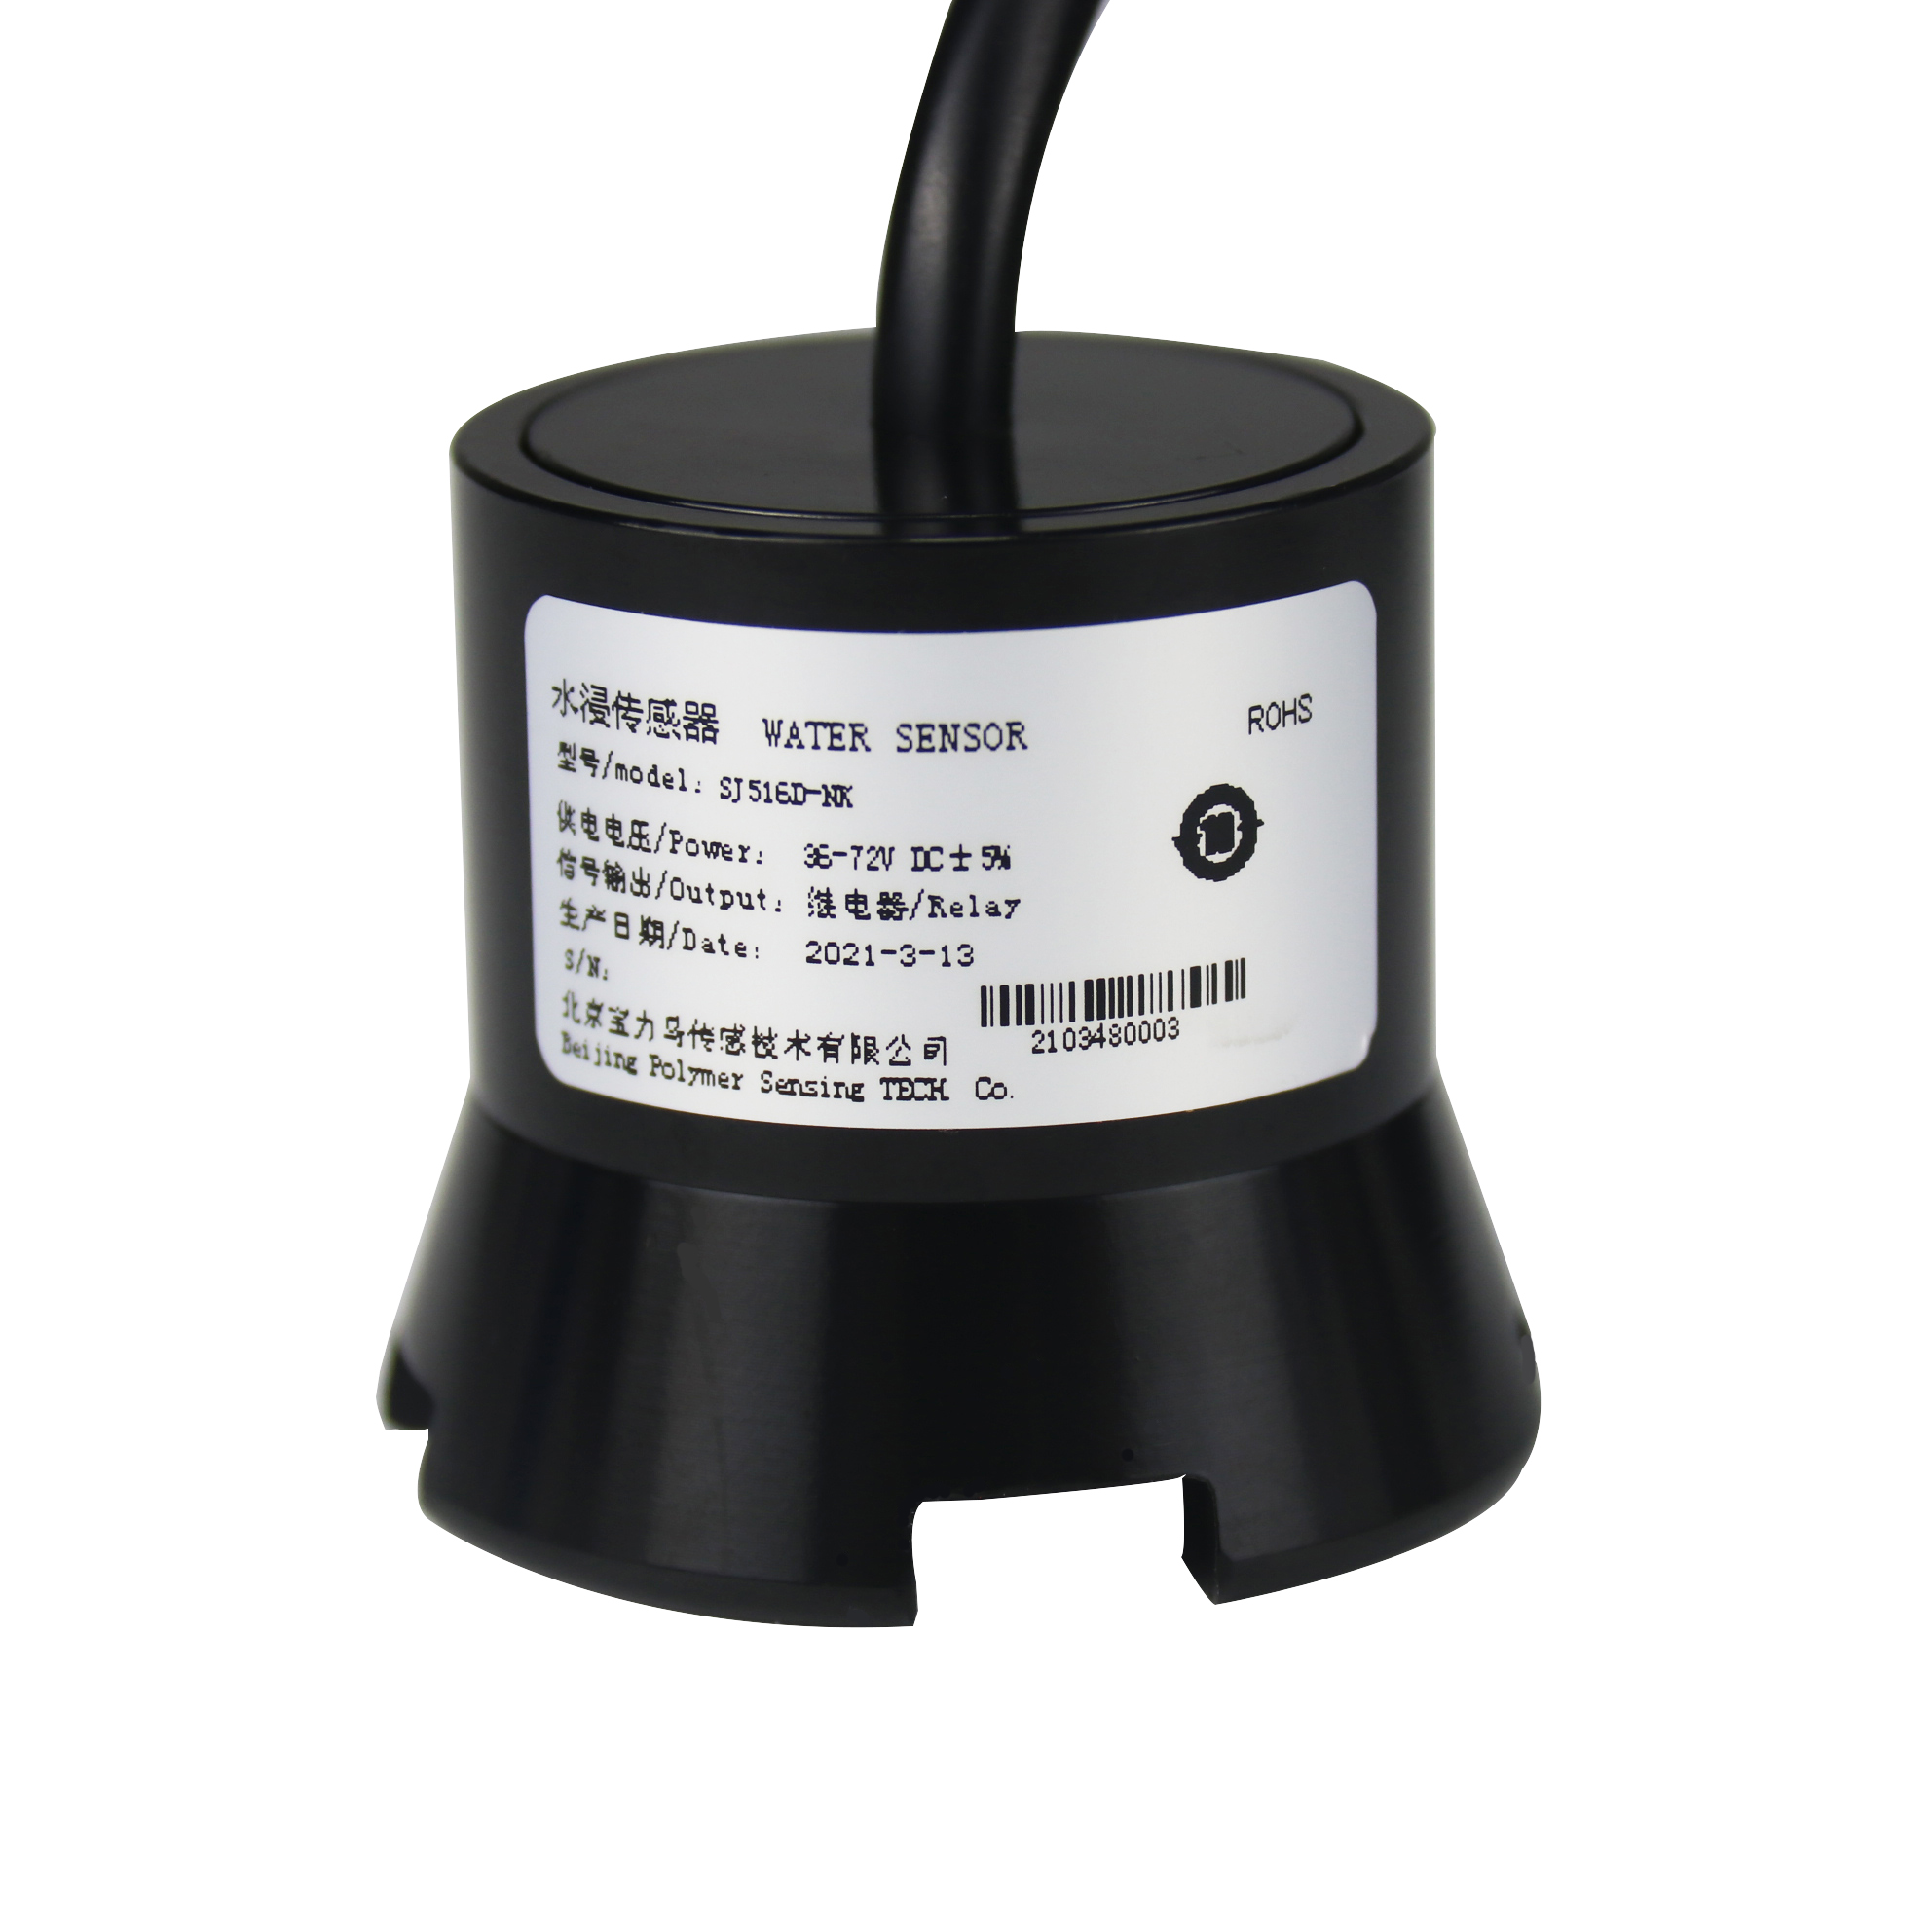 水浸传感器 WATER SENSOR
ROHS
型号/model: SJ516D-NK
供电电压/Power: 36-72V DC±5%
信号输出/Output: 继电器/Relay
生产日期/Date: 2021-3-13
S/N:
2103480003
北京宝力马传感技术有限公司
Beijing Polymer Sensing TECH Co.